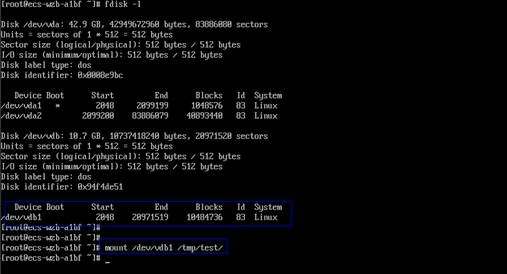 [root@ecs-wzb-a1bf ~]# fdisk -l
Disk /dev/vda: 42.9 GB, 42949672960 bytes, 83886080 sectors
Units = sectors of 1 * 512 = 512 bytes
Sector size (logical/physical): 512 bytes / 512 bytes
I/O size (minimum/optimal): 512 bytes / 512 bytes
Disk label type: dos
Disk identifier: 0x0008e9bc
Device Boot Start End Blocks Id System
/dev/vda1 * 2048 2099199 1048576 83 Linux
/dev/vda2 2099200 83886079 40893440 83 Linux
Disk /dev/vdb: 10.7 GB, 10737418240 bytes, 20971520 sectors
Units = sectors of 1 * 512 = 512 bytes
Sector size (logical/physical): 512 bytes / 512 bytes
I/O size (minimum/optimal): 512 bytes / 512 bytes
Disk label type: dos
Disk identifier: 0x94f4de51
Device Boot Start End Blocks Id System
/dev/vdb1 2048 20971519 10484736 83 Linux
[root@ecs-wzb-a1bf ~]#
[root@ecs-wzb-a1bf ~]#
[root@ecs-wzb-a1bf ~]# mount /dev/vdb1 /tmp/test/
[root@ecs-wzb-a1bf ~]# _